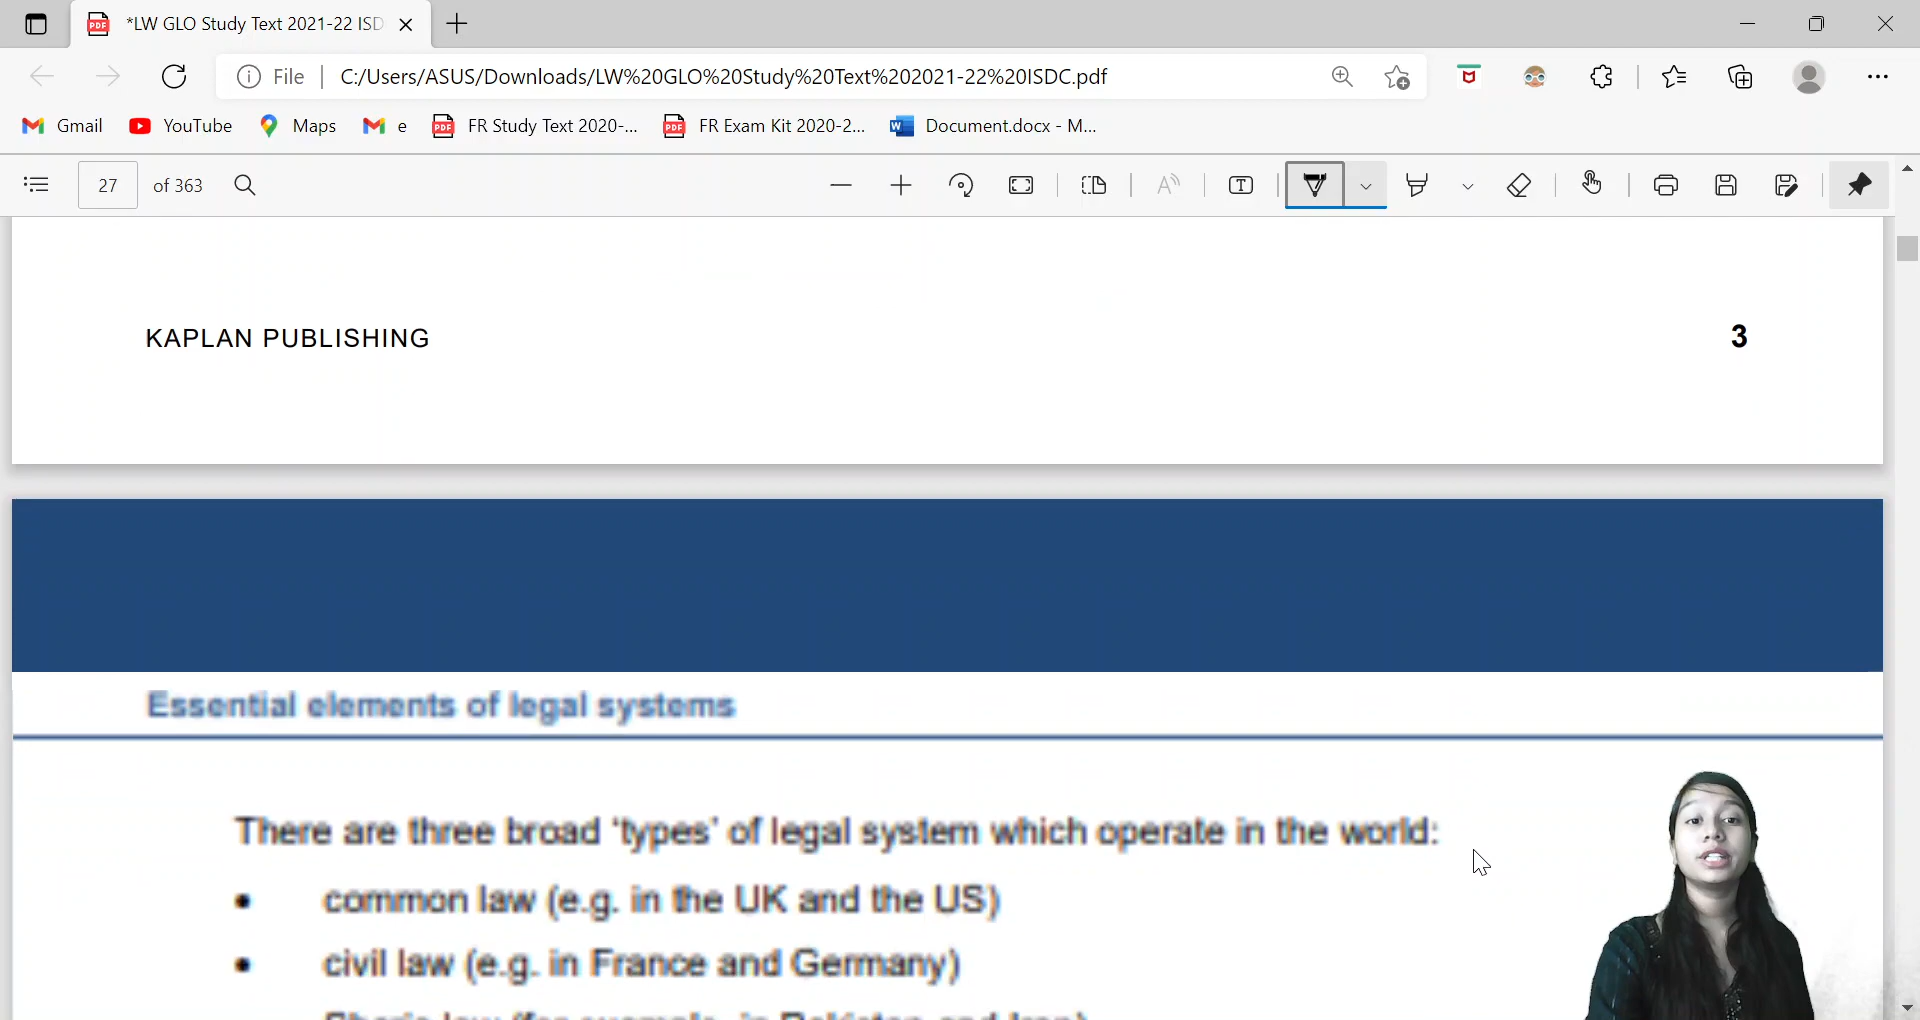 *LW GLO Study Text 2021-22 ISD
File
C:/Users/ASUS/Downloads/LW%20GLO%20Study%20Text%202021-22%20ISDC.pdf
Gmail
YouTube
Maps
e
FR Study Text 2020-...
FR Exam Kit 2020-2...
Document.docx - M...
27
of 363
KAPLAN PUBLISHING
3
Essential elements of legal systems
There are three broad ‘types’ of legal system which operate in the world:
• common law (e.g. in the UK and the US)
• civil law (e.g. in France and Germany)